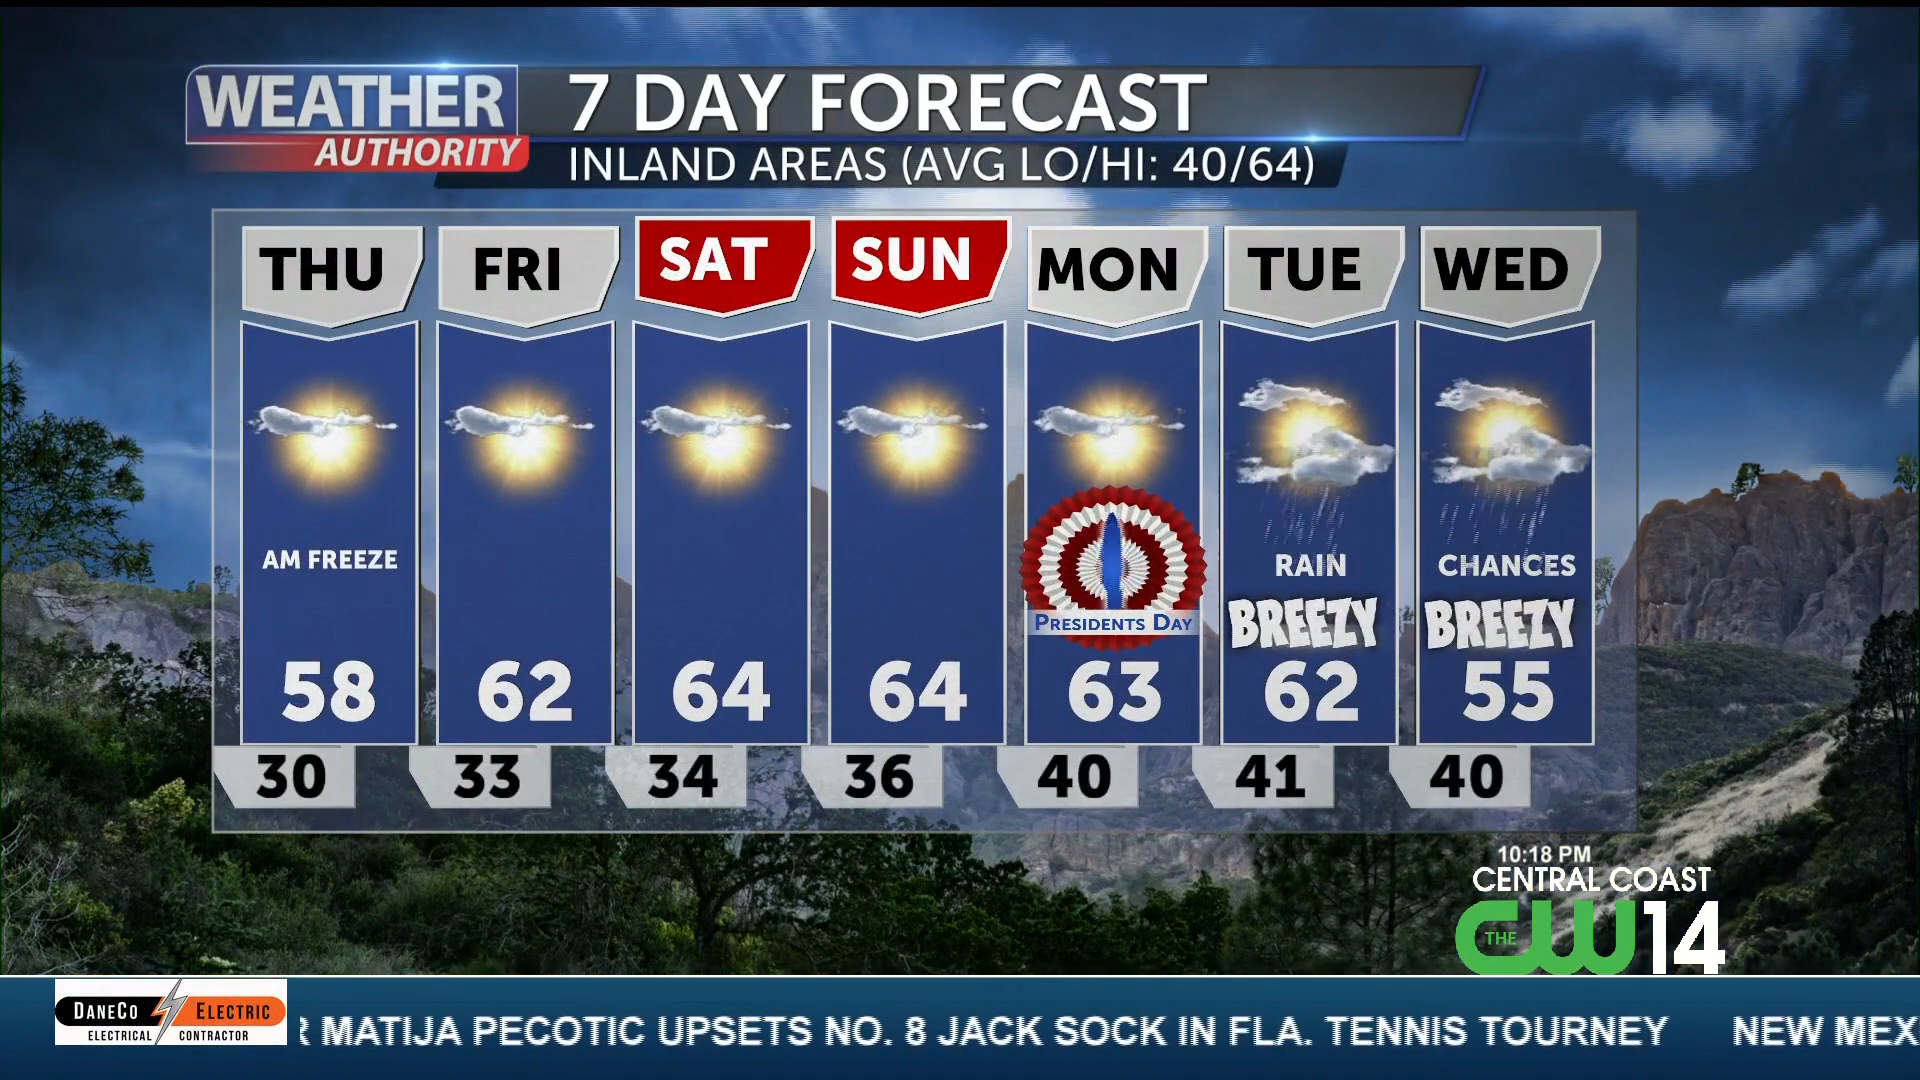 WEATHER
AUTHORITY
7 DAY FORECAST
INLAND AREAS (AVG LO/HI: 40/64)
THU FRI SAT SUN MON TUE WED
AM FREEZE RAIN CHANCES
PRESIDENTS DAY BREEZY BREEZY
58 62 64 64 63 62 55
30 33 34 36 40 41 40
10:18 PM
CENTRAL COAST
THE CW 14
DANECO ELECTRIC
ELECTRICAL CONTRACTOR
R MATIJA PECOTIC UPSETS NO. 8 JACK SOCK IN FLA. TENNIS TOURNEY NEW MEX